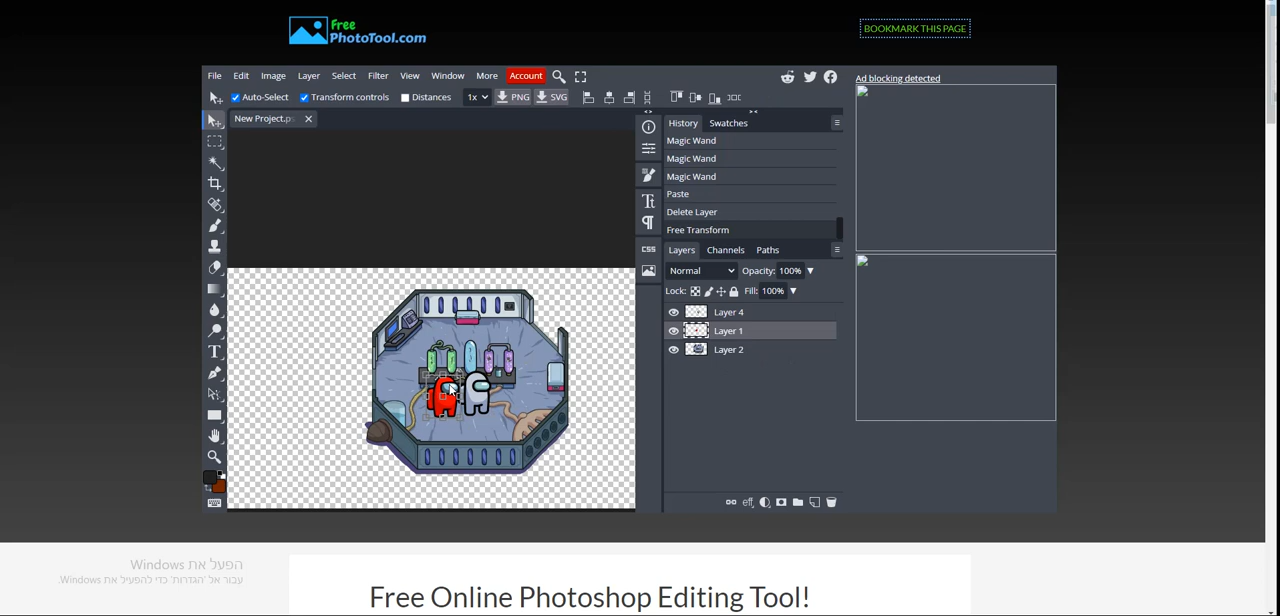 Free
PhotoTool.com
BOOKMARK THIS PAGE
File Edit Image Layer Select Filter View Window More Account
Auto-Select Transform controls Distances 1x PNG SVG
Ad blocking detected
New Project.ps
History Swatches
Magic Wand
Magic Wand
Magic Wand
Paste
Delete Layer
Free Transform
CSS
Layers Channels Paths
Normal Opacity: 100%
Lock: Fill: 100%
Layer 4
Layer 1
Layer 2
eff
הפעל את Windows
עבור אל 'הגדרות' כדי להפעיל את Windows.
Free Online Photoshop Editing Tool!